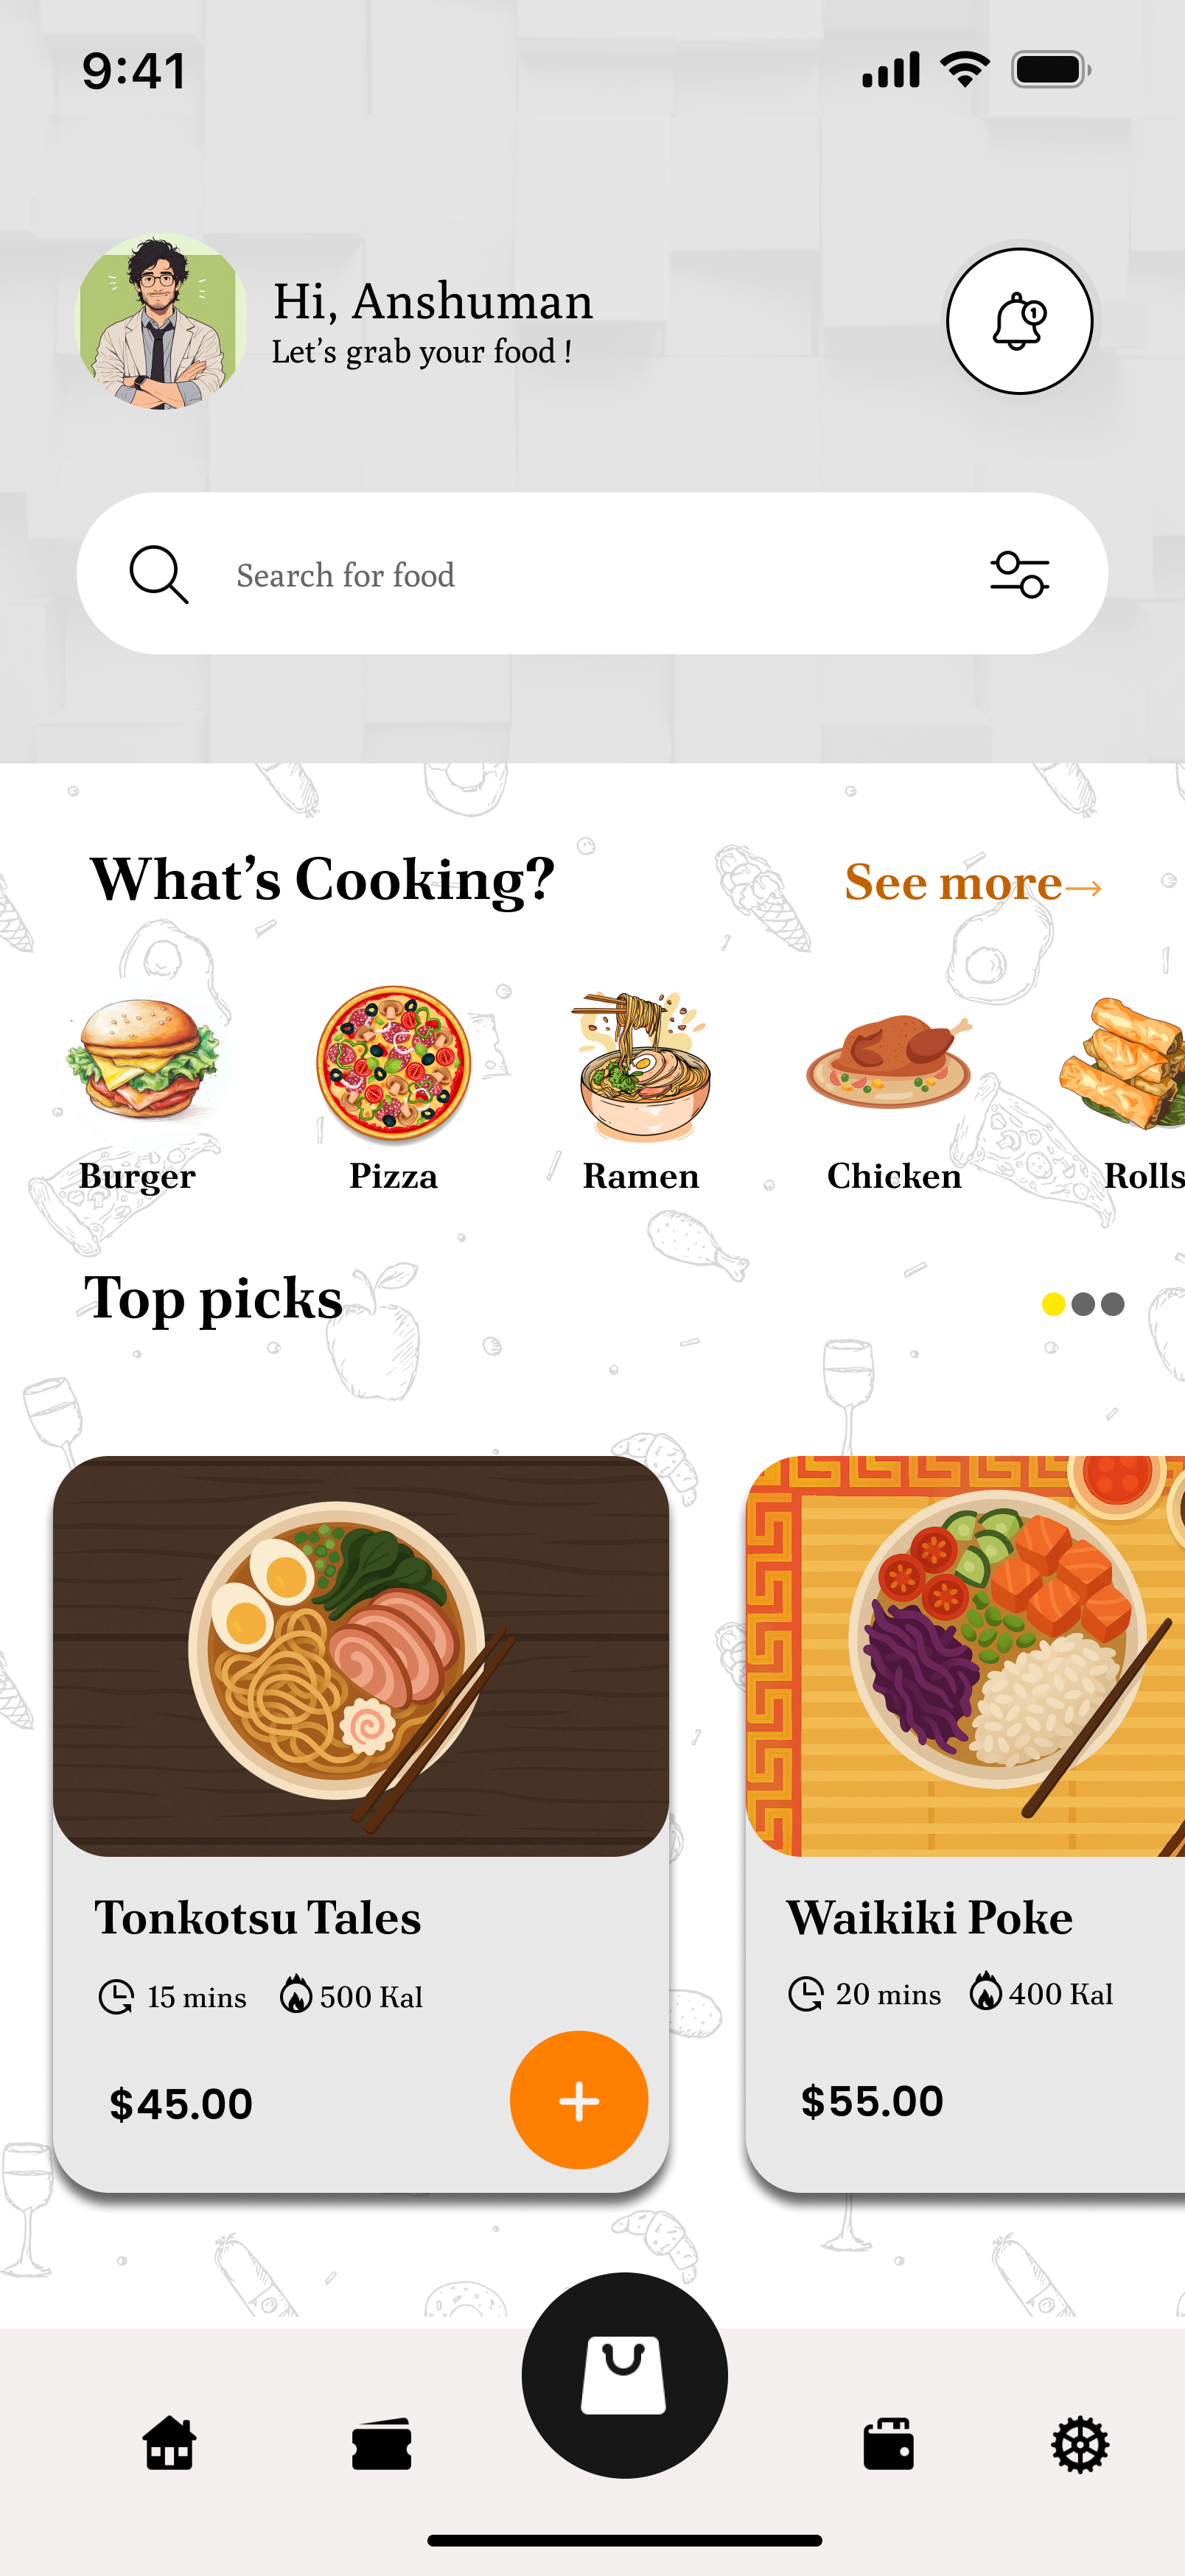 9:41
Hi, Anshuman
Let’s grab your food !
1
Search for food
What’s Cooking?
See more→
Burger
Pizza
Ramen
Chicken
Rolls
Top picks
Tonkotsu Tales
15 mins
500 Kal
$45.00
+
Waikiki Poke
20 mins
400 Kal
$55.00